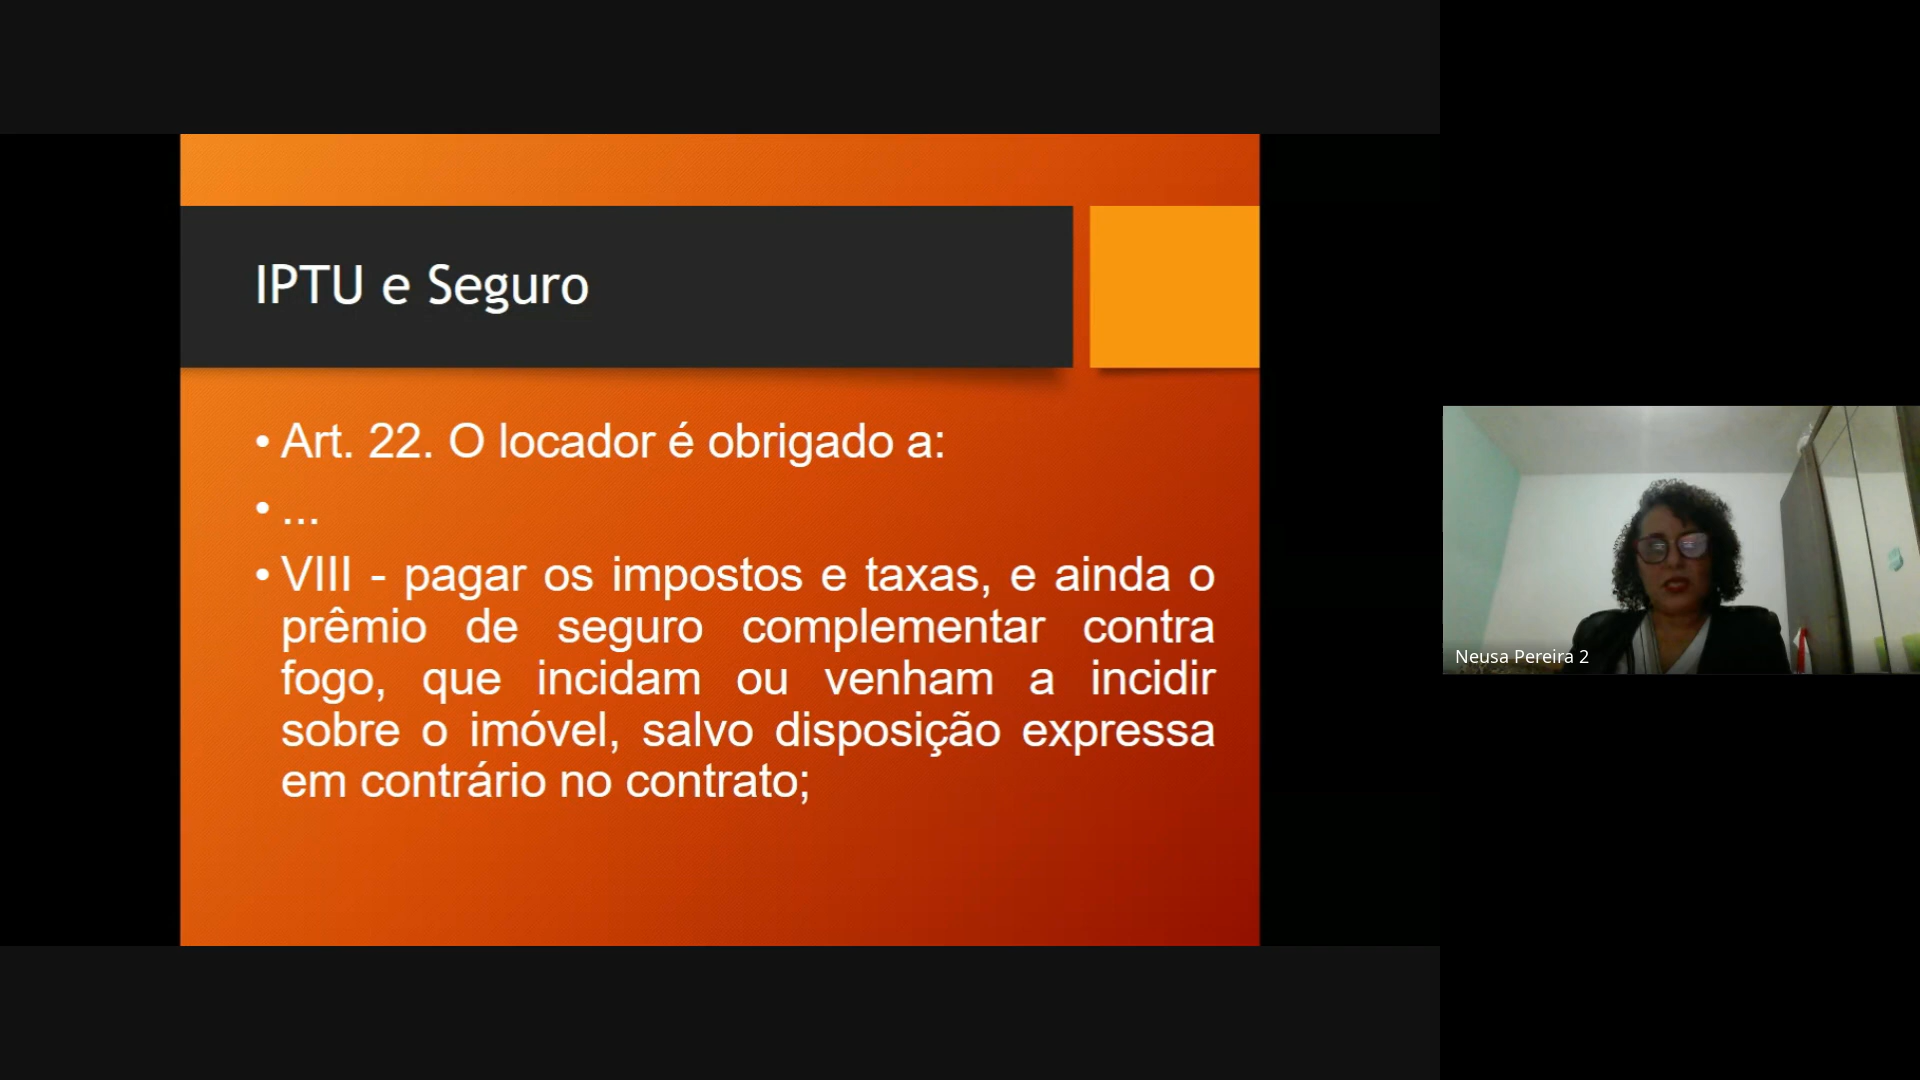 IPTU e Seguro
• Art. 22. O locador é obrigado a:
• ...
• VIII - pagar os impostos e taxas, e ainda o
prêmio de seguro complementar contra
fogo, que incidam ou venham a incidir
sobre o imóvel, salvo disposição expressa
em contrário no contrato;
Neusa Pereira 2